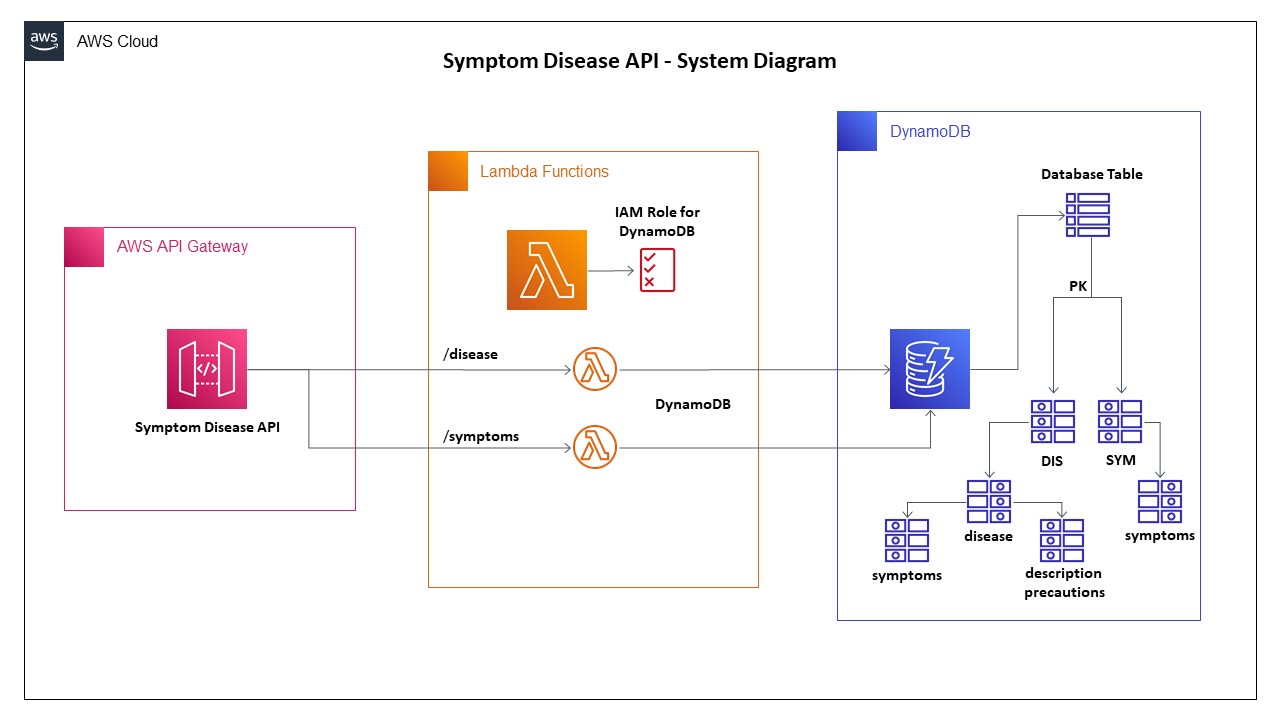 aws
AWS Cloud
Symptom Disease API - System Diagram
AWS API Gateway
Symptom Disease API
Lambda Functions
IAM Role for
DynamoDB
/disease
DynamoDB
/symptoms
DynamoDB
Database Table
PK
DIS
SYM
disease
symptoms
symptoms
description
precautions